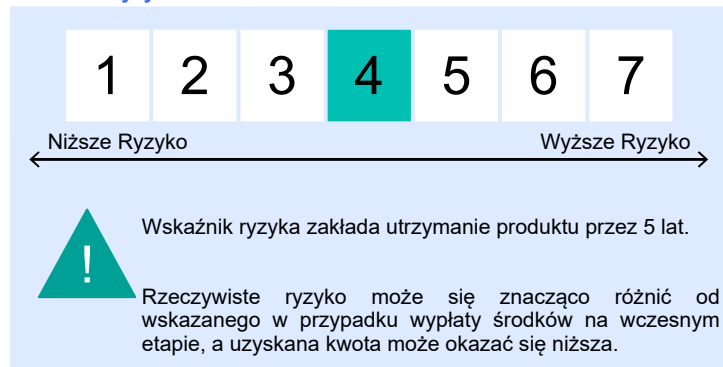 1 2 3 4 5 6 7
Niższe Ryzyko Wyższe Ryzyko
!
Wskaźnik ryzyka zakłada utrzymanie produktu przez 5 lat.
Rzeczywiste ryzyko może się znacząco różnić od
wskazanego w przypadku wypłaty środków na wczesnym
etapie, a uzyskana kwota może okazać się niższa.